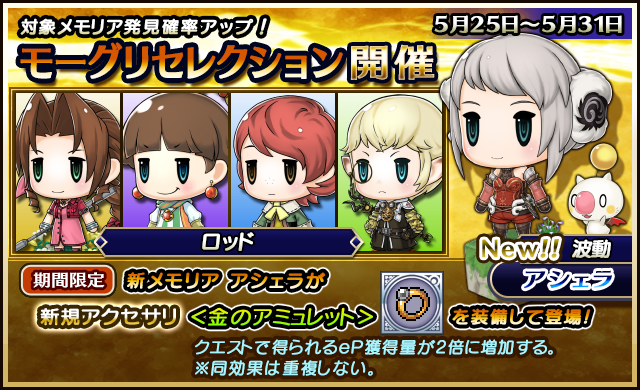 対象メモリア発見確率アップ！
5月25日～5月31日
モーグリセレクション開催
ロッド
New!! 波動
アシェラ
期間限定 新メモリア アシェラが
新規アクセサリ ＜金のアミュレット＞ を装備して登場！
クエストで得られるeP獲得量が2倍に増加する。
※同効果は重複しない。